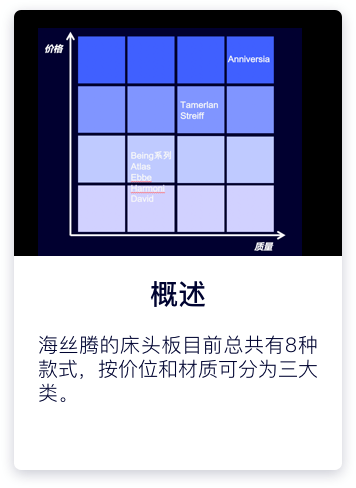 价格
Anniversia
Tamerlan
Streiff
Being系列
Atlas
Ebbe
Harmoni
David
质量
概述
海丝腾的床头板目前总共有8种
款式，按价位和材质可分为三大
类。